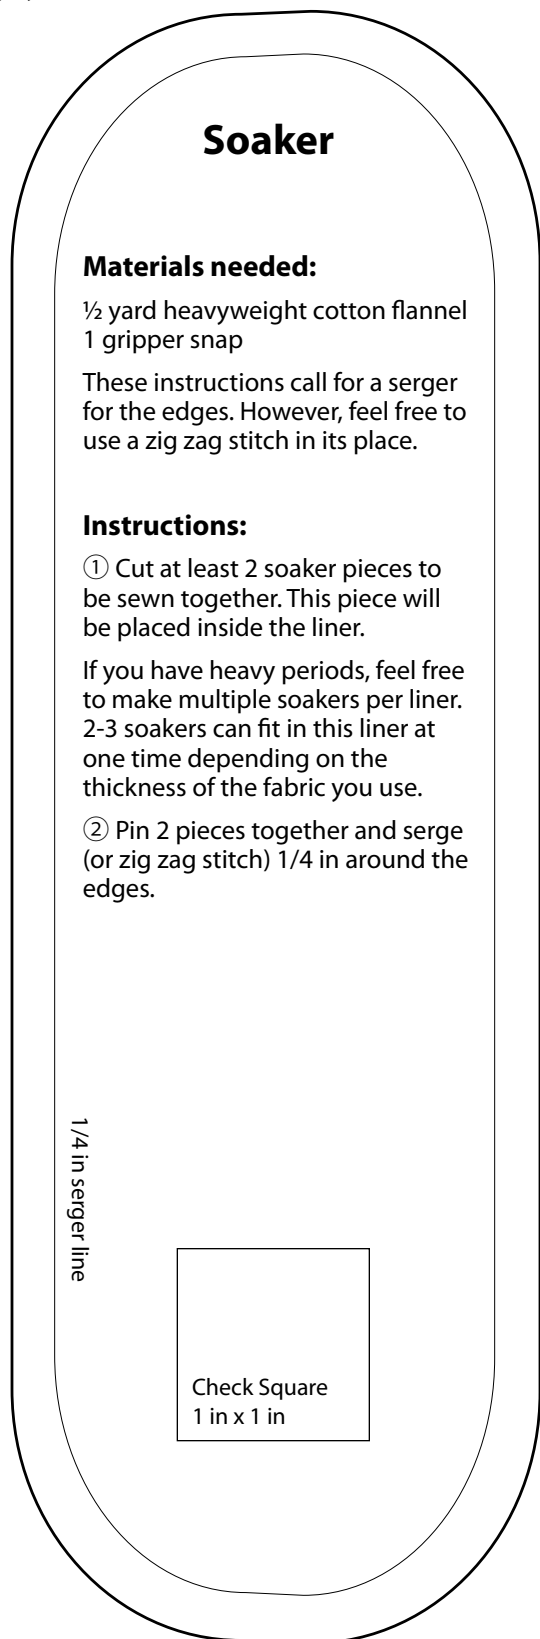 Soaker
Materials needed:
½ yard heavyweight cotton flannel
1 gripper snap
These instructions call for a serger
for the edges. However, feel free to
use a zig zag stitch in its place.
Instructions:
① Cut at least 2 soaker pieces to
be sewn together. This piece will
be placed inside the liner.
If you have heavy periods, feel free
to make multiple soakers per liner.
2-3 soakers can fit in this liner at
one time depending on the
thickness of the fabric you use.
② Pin 2 pieces together and serge
(or zig zag stitch) 1/4 in around the
edges.
1/4 in serger line
Check Square
1 in x 1 in